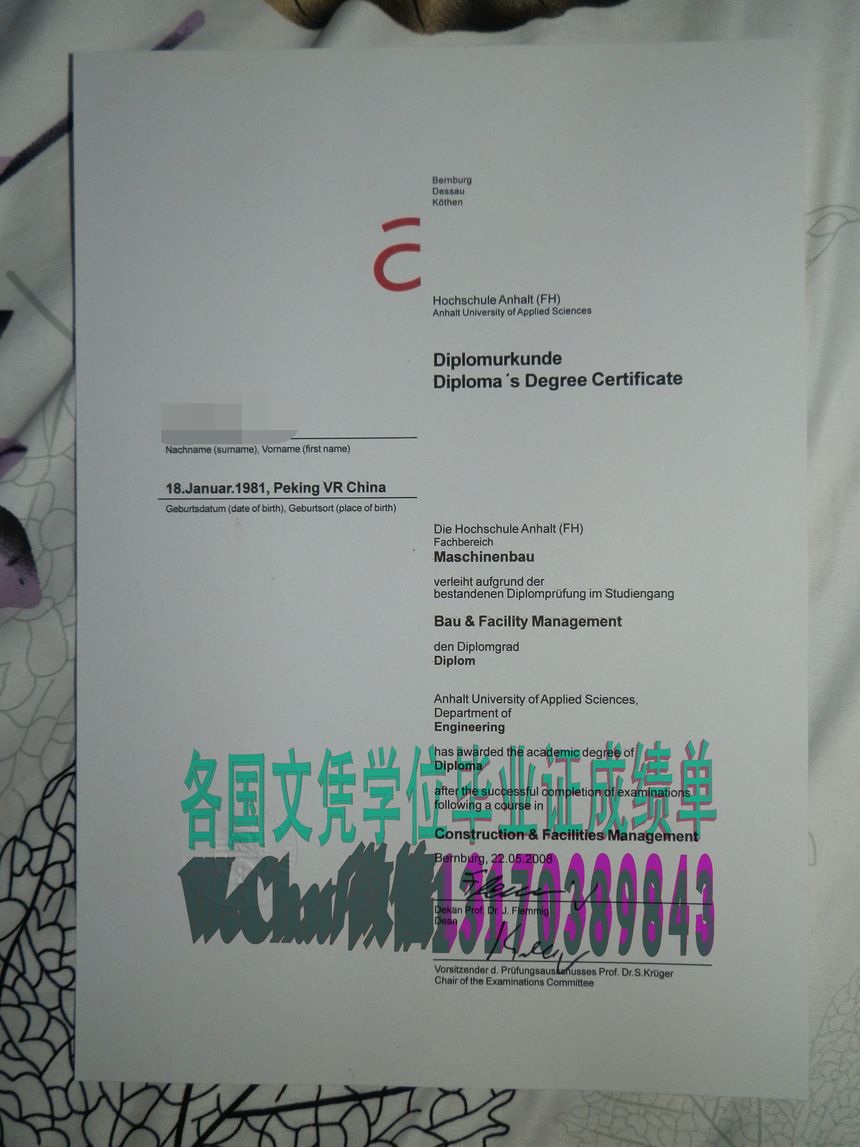 Bernburg
Dessau
Köthen
Hochschule Anhalt (FH)
Anhalt University of Applied Sciences
Diplomurkunde
Diploma´s Degree Certificate
Nachname (surname), Vorname (first name)
18.Januar.1981, Peking VR China
Geburtsdatum (date of birth), Geburtsort (place of birth)
Die Hochschule Anhalt (FH)
Fachbereich
Maschinenbau
verleiht aufgrund der
bestandenen Diplomprüfung im Studiengang
Bau & Facility Management
den Diplomgrad
Diplom
Anhalt University of Applied Sciences,
Department of
Engineering
has awarded the academic degree of
Diploma
各国文凭学位毕业证成绩单
after the successful completion of examinations
following a course in
Construction & Facilities Management
Bernburg, 22.05.2008
WeChat/微信13170389843
Dekan Prof. Dr. J. Flemmig
Dean
Vorsitzender d. Prüfungsausschusses Prof. Dr.S.Krüger
Chair of the Examinations Committee